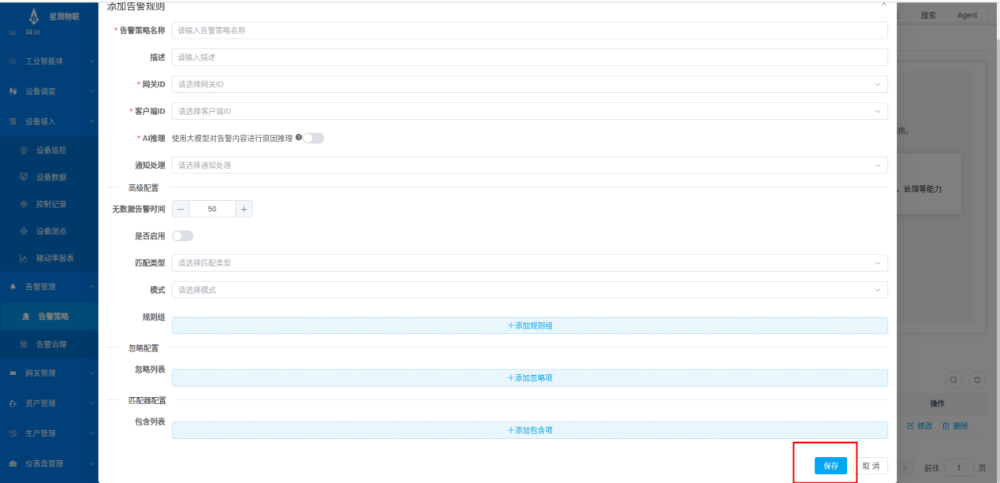 添加告警规则
星观物联
搜索 Agent
首页
* 告警策略名称 请输入告警策略名称
描述 请输入描述
工业智能体
* 网关ID 请选择网关ID
设备调度
* 客户端ID 请选择客户端ID
设备接入
南。
* AI推理 使用大模型对告警内容进行原因推理
设备监控
通知处理 请选择通知处理
设备数据
高级配置
、处理等能力
控制记录
无数据告警时间 － 50 ＋
设备测点
是否启用
稼动率报表
匹配类型 请选择匹配类型
告警管理
模式 请选择模式
告警策略
规则组
＋添加规则组
告警治理
忽略配置
网关管理
忽略列表
＋添加忽略项
资产管理
匹配器配置
操作
包含列表
＋添加包含项
修改 删除
生产管理
仪表盘管理
保存 取消
前往 1 页